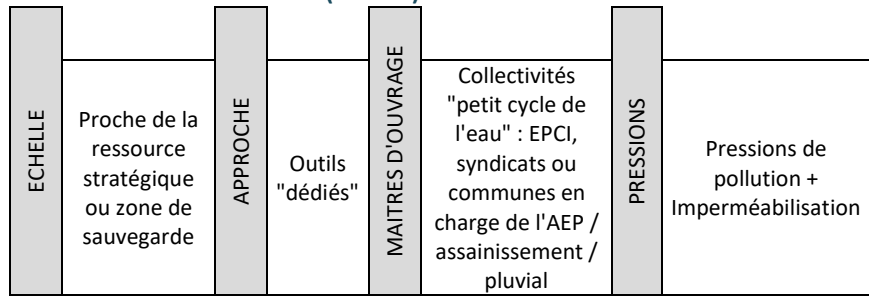 ECHELLE
Proche de la
ressource
stratégique
ou zone de
sauvegarde
APPROCHE
Outils
"dédiés"
MAITRES D'OUVRAGE
Collectivités
"petit cycle de
l'eau" : EPCI,
syndicats ou
communes en
charge de l'AEP /
assainissement /
pluvial
PRESSIONS
Pressions de
pollution +
Imperméabilisation